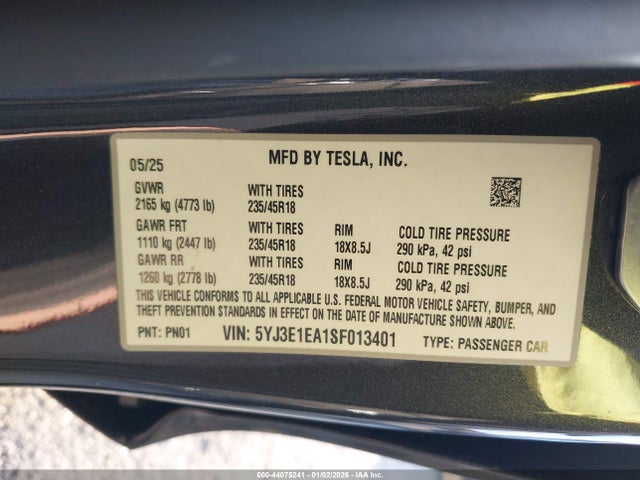 05/25 MFD BY TESLA, INC.
GVWR WITH TIRES
2165 kg (4773 lb) 235/45R18
GAWR FRT WITH TIRES RIM COLD TIRE PRESSURE
1110 kg (2447 lb) 235/45R18 18X8.5J 290 kPa, 42 psi
GAWR RR WITH TIRES RIM COLD TIRE PRESSURE
1260 kg (2778 lb) 235/45R18 18X8.5J 290 kPa, 42 psi
THIS VEHICLE CONFORMS TO ALL APPLICABLE U.S. FEDERAL MOTOR VEHICLE SAFETY, BUMPER, AND
THEFT PREVENTION STANDARDS IN EFFECT ON THE DATE OF MANUFACTURE SHOWN ABOVE.
PNT: PN01 VIN: 5YJ3E1EA1SF013401 TYPE: PASSENGER CAR
© IAA - 44075241 - 01/02/2026 - IAAI.COM